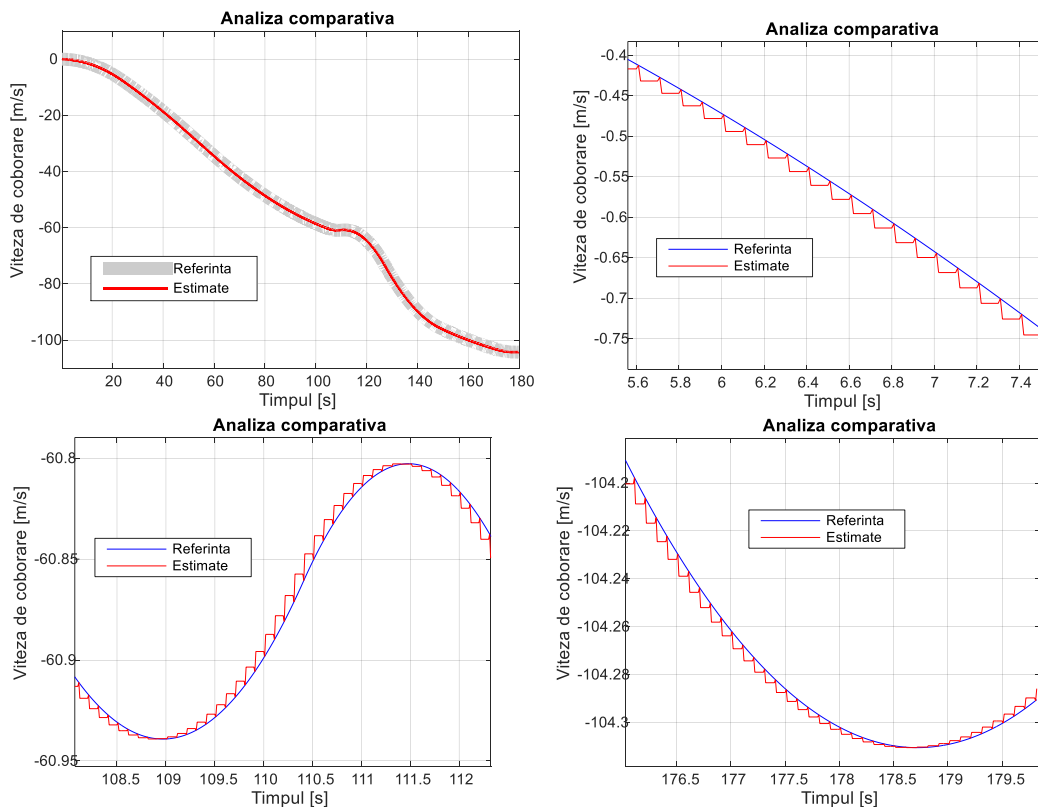 Analiza comparativa
Viteza de coborare [m/s]
0
-20
-40
-60
-80
-100
Referinta
Estimate
20 40 60 80 100 120 140 160 180
Timpul [s]
Analiza comparativa
Viteza de coborare [m/s]
-0.4
-0.45
-0.5
-0.55
-0.6
-0.65
-0.7
-0.75
Referinta
Estimate
5.6 5.8 6 6.2 6.4 6.6 6.8 7 7.2 7.4
Timpul [s]
Analiza comparativa
Viteza de coborare [m/s]
-60.8
-60.85
-60.9
-60.95
Referinta
Estimate
108.5 109 109.5 110 110.5 111 111.5 112
Timpul [s]
Analiza comparativa
Viteza de coborare [m/s]
-104.2
-104.22
-104.24
-104.26
-104.28
-104.3
Referinta
Estimate
176.5 177 177.5 178 178.5 179 179.5
Timpul [s]